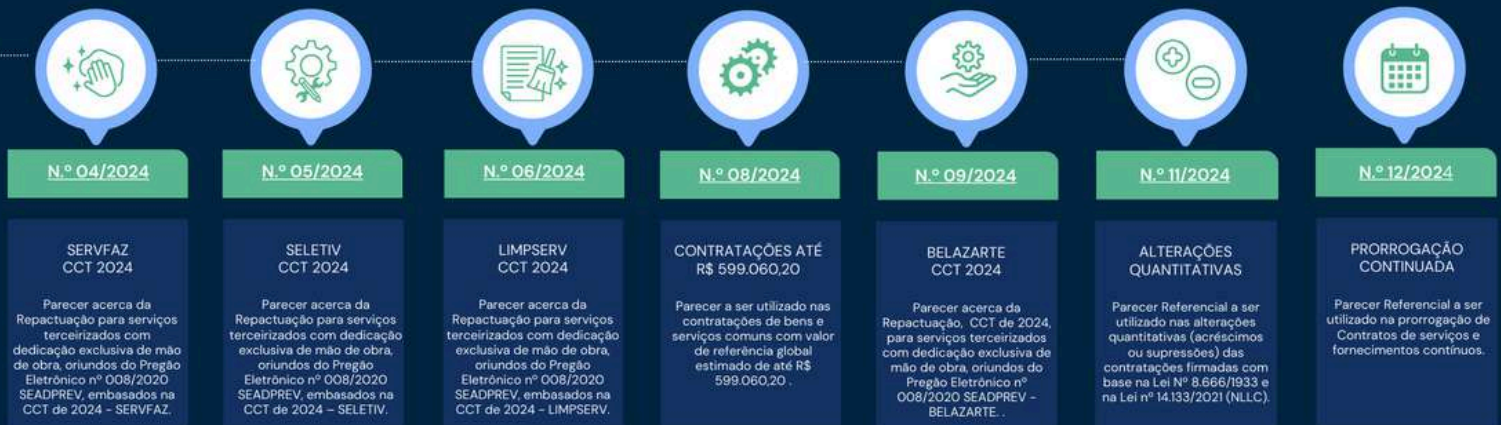 N.º 04/2024
SERVFAZ
CCT 2024
Parecer acerca da
Repactuação para serviços
terceirizados com
dedicação exclusiva de mão
de obra, oriundos do Pregão
Eletrônico nº 008/2020
SEADPREV, embasados na
CCT de 2024 - SERVFAZ.
N.º 05/2024
SELETIV
CCT 2024
Parecer acerca da
Repactuação para serviços
terceirizados com dedicação
exclusiva de mão de obra,
oriundos do Pregão
Eletrônico nº 008/2020
SEADPREV, embasados na
CCT de 2024 – SELETIV.
N.º 06/2024
LIMPSERV
CCT 2024
Parecer acerca da
Repactuação para serviços
terceirizados com dedicação
exclusiva de mão de obra,
oriundos do Pregão
Eletrônico nº 008/2020
SEADPREV, embasados na
CCT de 2024 - LIMPSERV.
N.º 08/2024
CONTRATAÇÕES ATÉ
R$ 599.060,20
Parecer a ser utilizado nas
contratações de bens e
serviços comuns com valor
de referência global
estimado de até R$
599.060,20 .
N.º 09/2024
BELAZARTE
CCT 2024
Parecer acerca da
Repactuação, CCT de 2024,
para serviços terceirizados
com dedicação exclusiva de
mão de obra, oriundos do
Pregão Eletrônico nº
008/2020 SEADPREV -
BELAZARTE. .
N.º 11/2024
ALTERAÇÕES
QUANTITATIVAS
Parecer Referencial a ser
utilizado nas alterações
quantitativas (acréscimos
ou supressões) das
contratações firmadas com
base na Lei Nº 8.666/1933 e
na Lei nº 14.133/2021 (NLLC).
N.º 12/2024
PRORROGAÇÃO
CONTINUADA
Parecer Referencial a ser
utilizado na prorrogação de
Contratos de serviços e
fornecimentos contínuos.